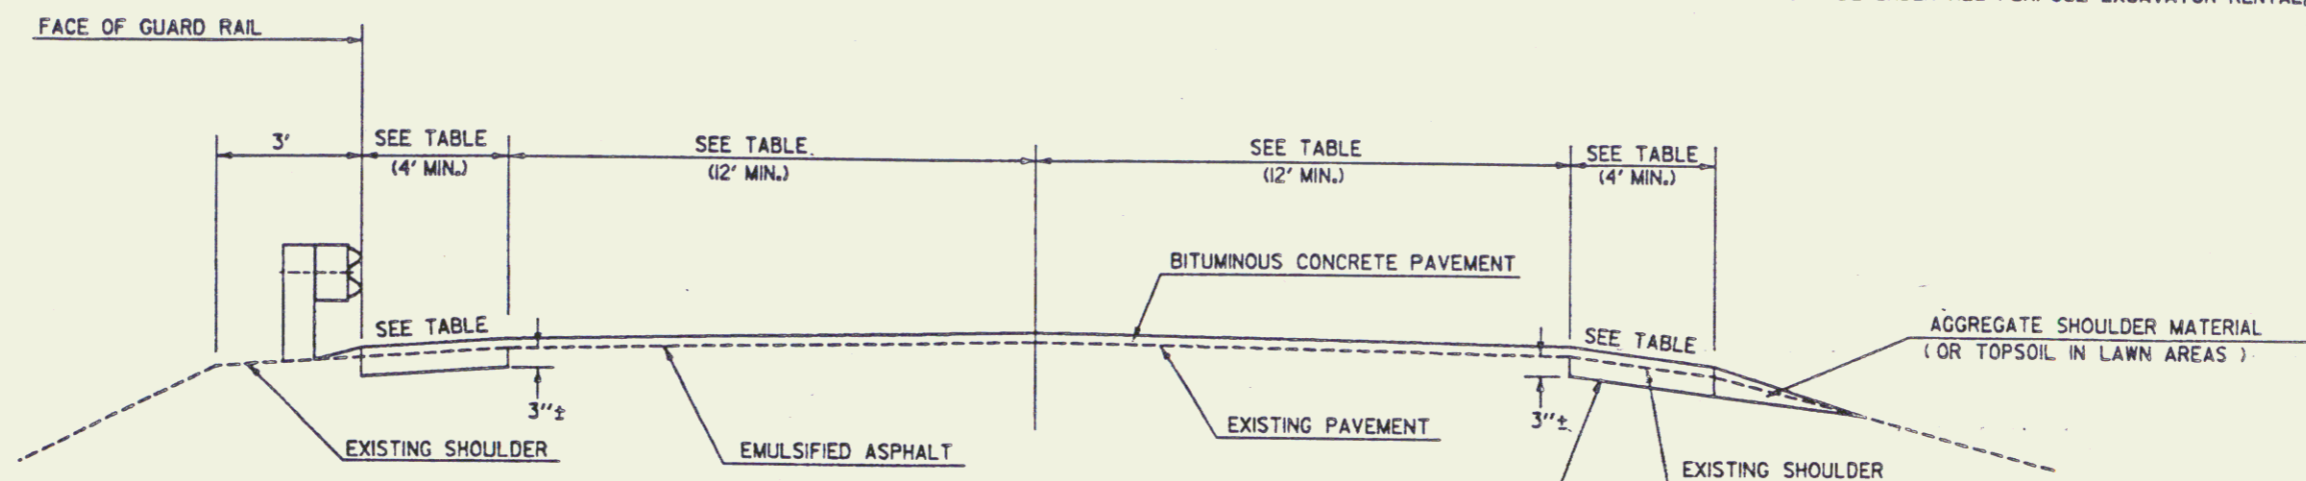 FACE OF GUARD RAIL
3'
SEE TABLE
(4' MIN.)
SEE TABLE.
(12' MIN.)
SEE TABLE
(12' MIN.)
SEE TABLE
(4' MIN.)
BITUMINOUS CONCRETE PAVEMENT
SEE TABLE
SEE TABLE
AGGREGATE SHOULDER MATERIAL
(OR TOPSOIL IN LAWN AREAS)
3"±
3"±
EXISTING SHOULDER
EMULSIFIED ASPHALT
EXISTING PAVEMENT
EXISTING SHOULDER